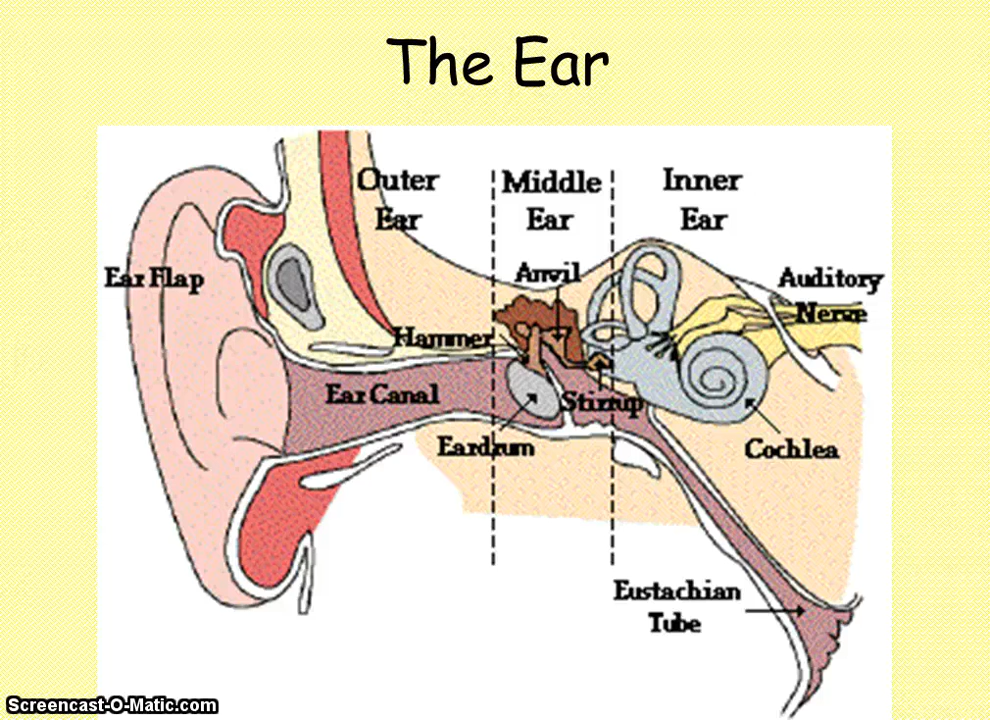 The Ear
Outer
Ear
Middle
Ear
Inner
Ear
Ear Flap
Anvil
Auditory
Nerve
Hammer
Ear Canal
Stirrup
Eardrum
Cochlea
Eustachian
Tube
Screencast-O-Matic.com